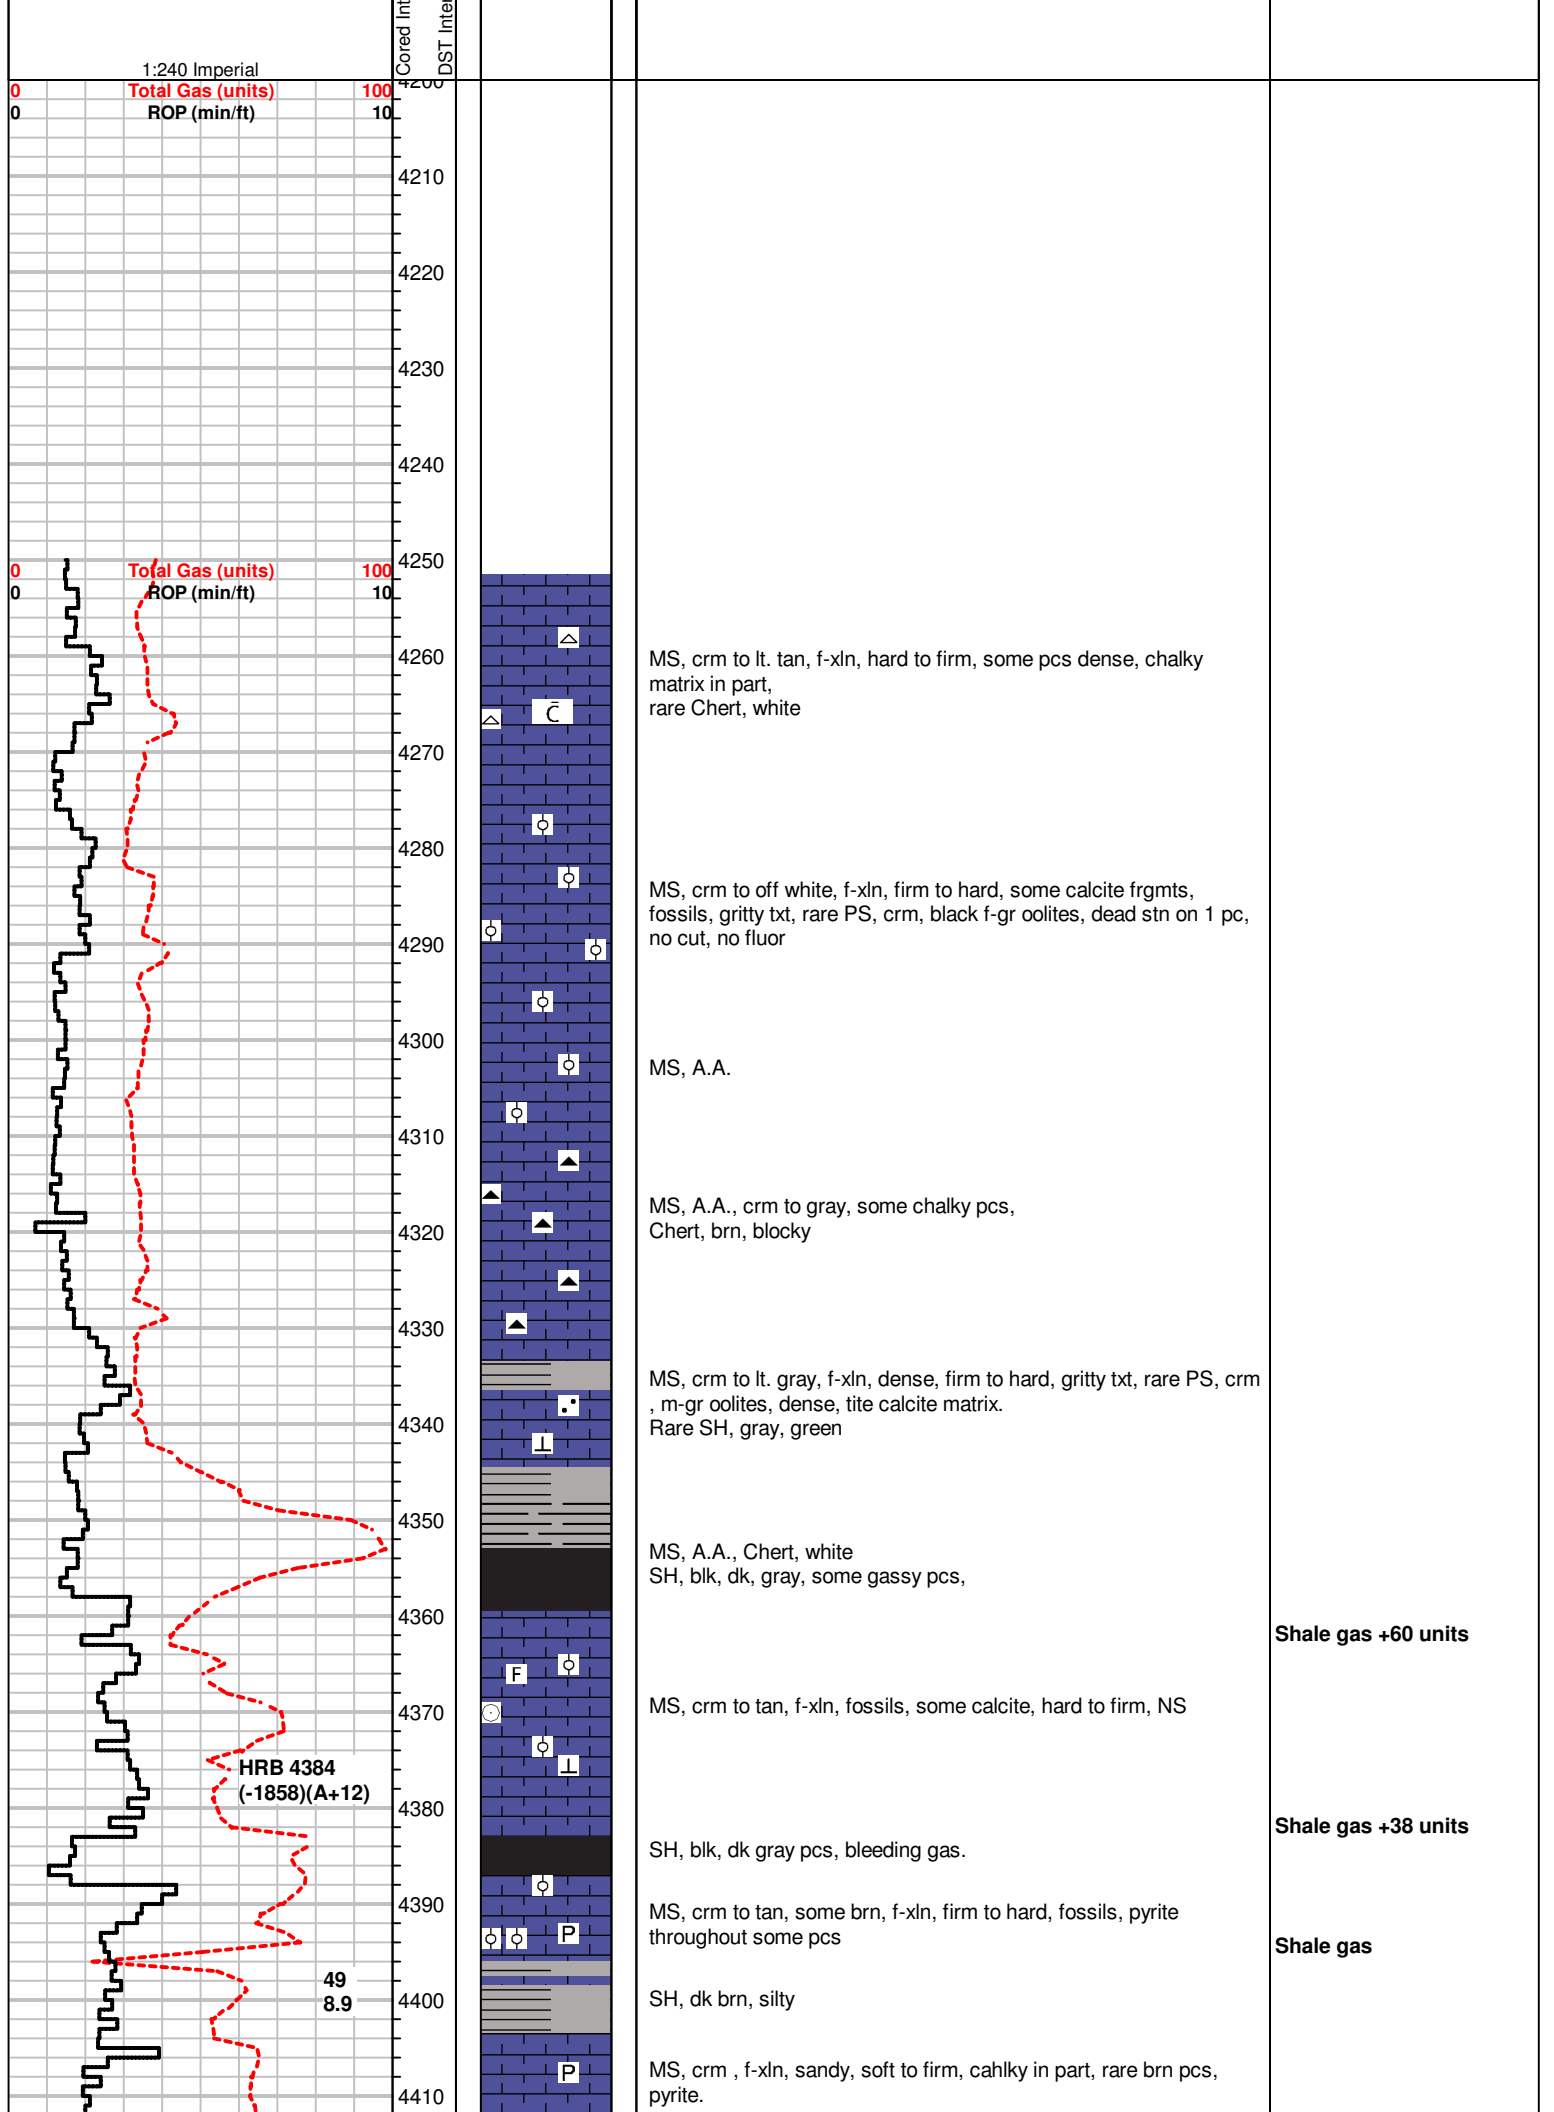 Cored Int
DST Inter
1:240 Imperial
0 Total Gas (units) 100
0 ROP (min/ft) 10
4200
4210
4220
4230
4240
4250
0 Total Gas (units) 100
0 ROP (min/ft) 10
4260
MS, crm to lt. tan, f-xln, hard to firm, some pcs dense, chalky
matrix in part,
rare Chert, white
C
4270
4280
MS, crm to off white, f-xln, firm to hard, some calcite frgmts,
fossils, gritty txt, rare PS, crm, black f-gr oolites, dead stn on 1 pc,
no cut, no fluor
4290
4300
MS, A.A.
4310
MS, A.A., crm to gray, some chalky pcs,
Chert, brn, blocky
4320
4330
MS, crm to lt. gray, f-xln, dense, firm to hard, gritty txt, rare PS, crm
, m-gr oolites, dense, tite calcite matrix.
Rare SH, gray, green
4340
4350
MS, A.A., Chert, white
SH, blk, dk, gray, some gassy pcs,
4360
Shale gas +60 units
F
4370
MS, crm to tan, f-xln, fossils, some calcite, hard to firm, NS
HRB 4384
(-1858)(A+12)
4380
Shale gas +38 units
SH, blk, dk gray pcs, bleeding gas.
4390
MS, crm to tan, some brn, f-xln, firm to hard, fossils, pyrite
throughout some pcs
P
Shale gas
49
8.9
4400
SH, dk brn, silty
MS, crm , f-xln, sandy, soft to firm, cahlky in part, rare brn pcs,
pyrite.
P
4410